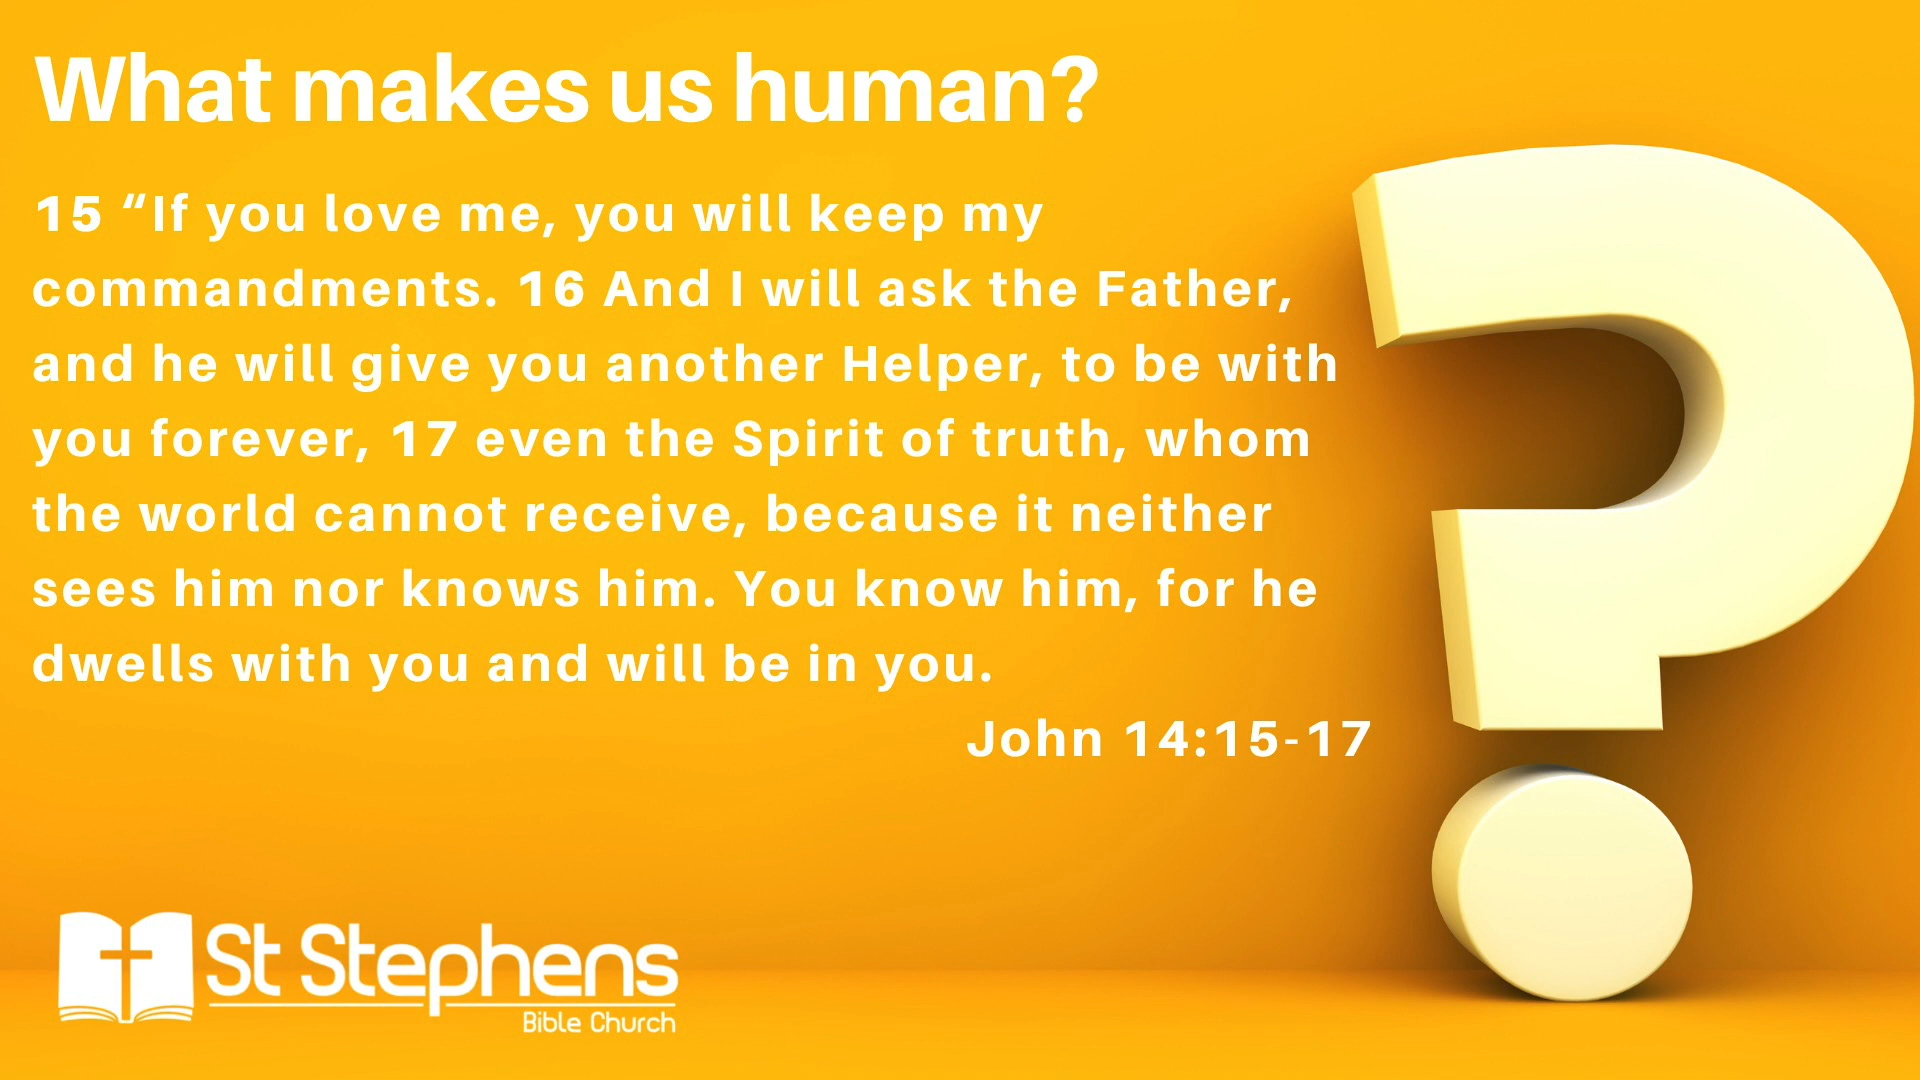 What makes us human?
15 “If you love me, you will keep my
commandments. 16 And I will ask the Father,
and he will give you another Helper, to be with
you forever, 17 even the Spirit of truth, whom
the world cannot receive, because it neither
sees him nor knows him. You know him, for he
dwells with you and will be in you.
John 14:15-17
St Stephens
Bible Church